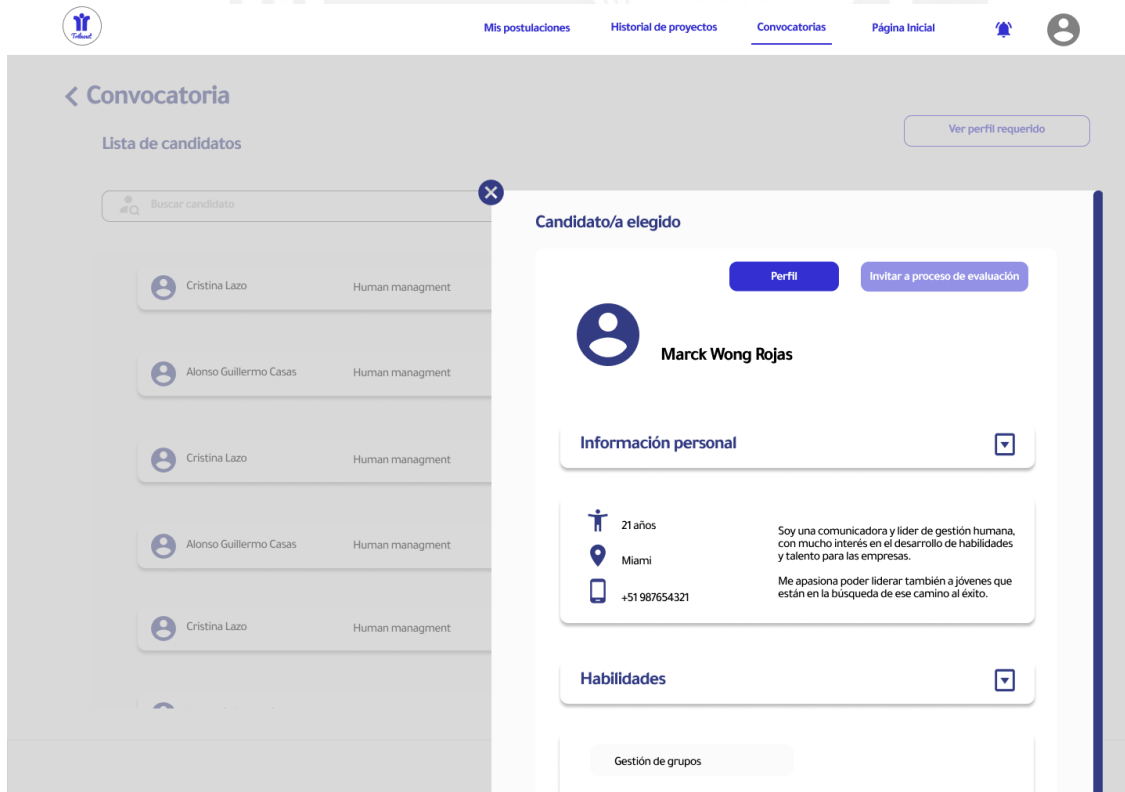 Mis postulaciones
Historial de proyectos
Convocatorias
Página Inicial
Convocatoria
Lista de candidatos
Ver perfil requerido
Buscar candidato
Cristina Lazo Human managment
Alonso Guillermo Casas Human managment
Cristina Lazo Human managment
Alonso Guillermo Casas Human managment
Cristina Lazo Human managment
Candidato/a elegido
Perfil
Invitar a proceso de evaluación
Marck Wong Rojas
Información personal
21 años
Miami
+51 987654321
Soy una comunicadora y lider de gestión humana,
con mucho interés en el desarrollo de habilidades
y talento para las empresas.
Me apasiona poder liderar también a jóvenes que
están en la búsqueda de ese camino al éxito.
Habilidades
Gestión de grupos